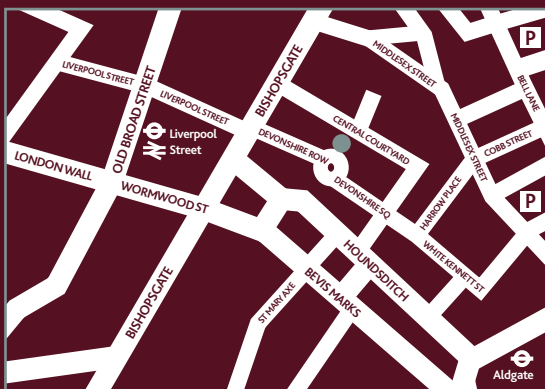 P
MIDDLESEX STREET
LIVERPOOL STREET
BISHOPSGATE
OLD BROAD STREET
LIVERPOOL STREET
BELL LANE
CENTRAL COURTYARD
MIDDLESEX STREET
Liverpool
Street
DEVONSHIRE ROW
COBB STREET
LONDON WALL
WORMWOOD ST
DEVONSHIRE SQ
HARROW PLACE
P
HOUNDSDITCH
WHITE KENNETT ST
BISHOPSGATE
ST MARY AXE
BEVIS MARKS
Aldgate